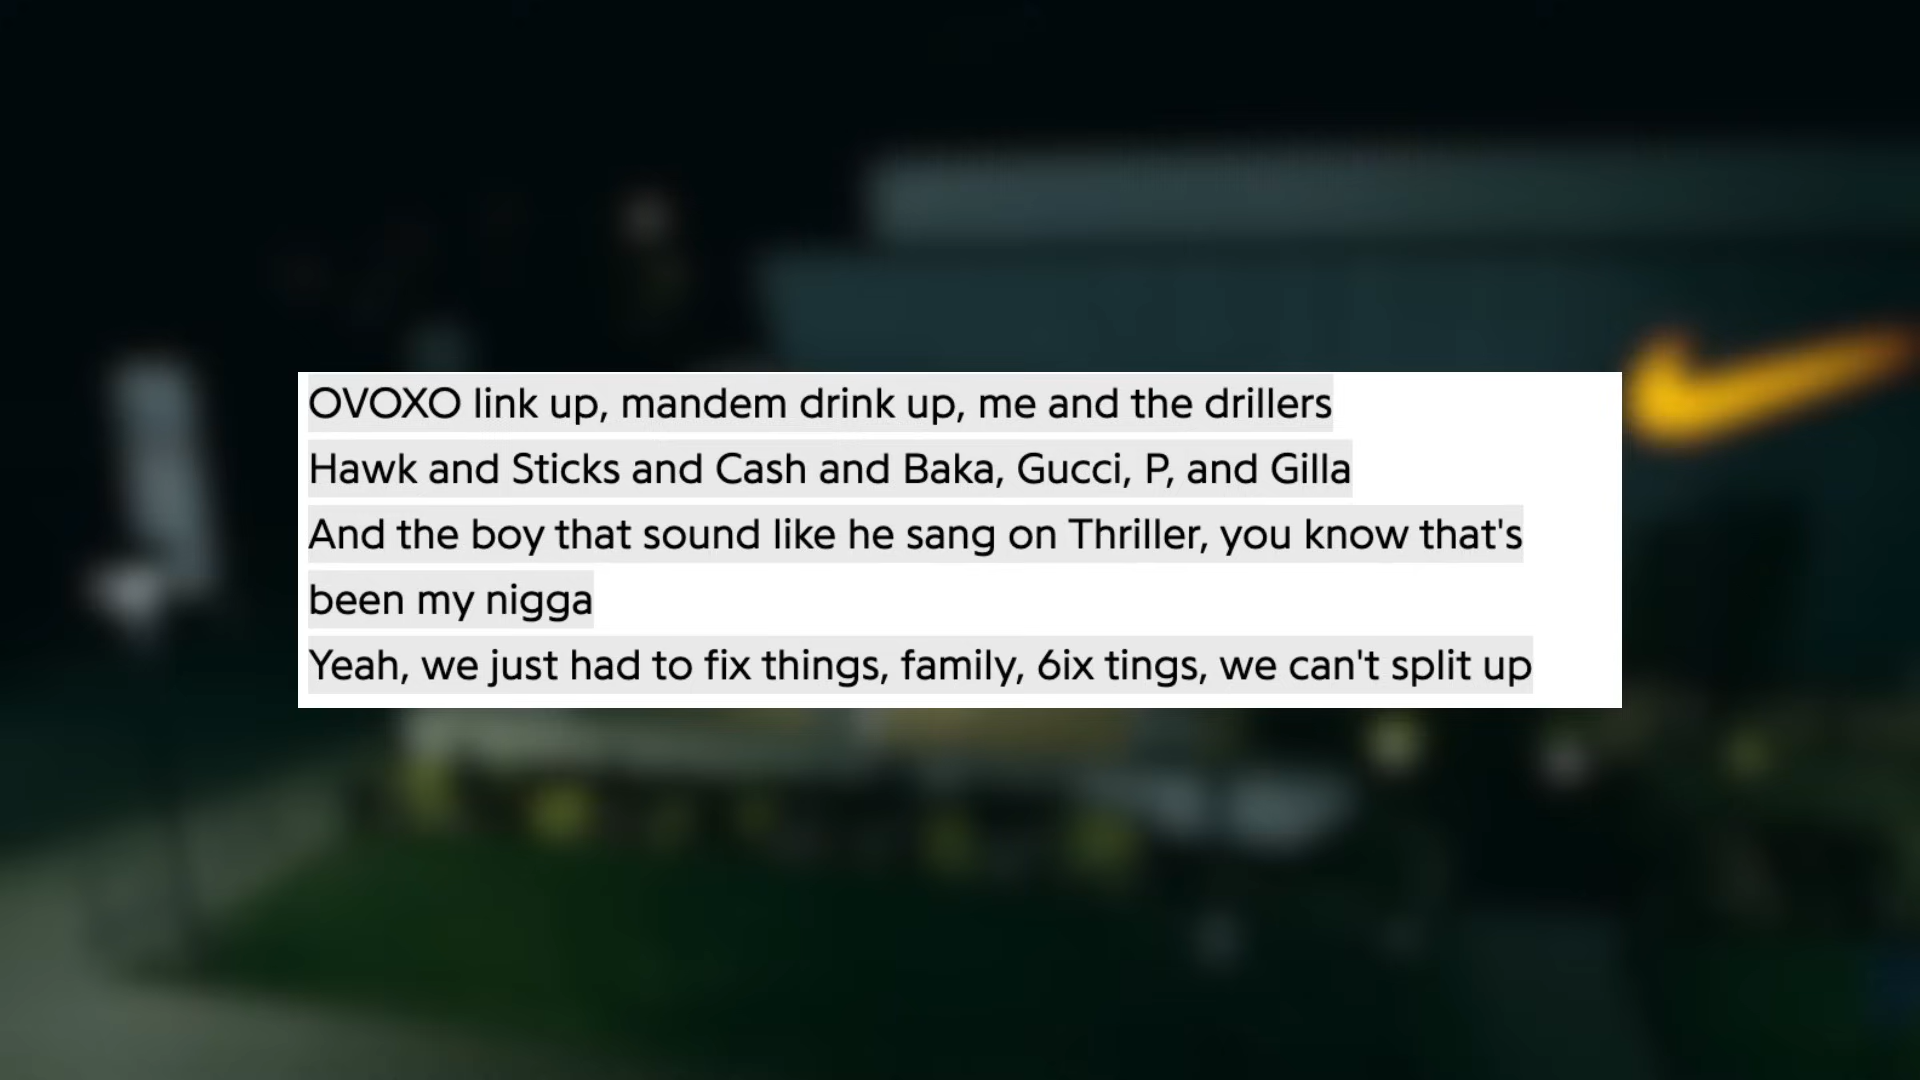 OVOXO link up, mandem drink up, me and the drillers
Hawk and Sticks and Cash and Baka, Gucci, P, and Gilla
And the boy that sound like he sang on Thriller, you know that's
been my nigga
Yeah, we just had to fix things, family, 6ix tings, we can't split up